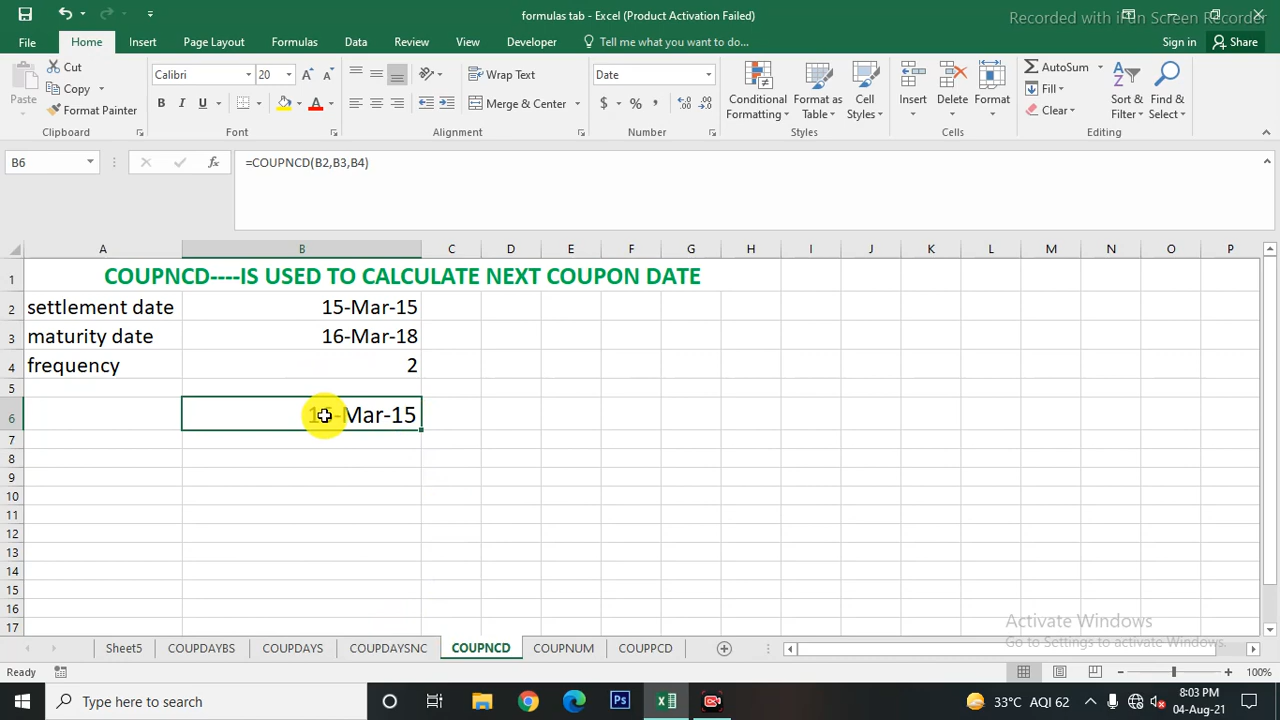 formulas tab - Excel (Product Activation Failed)
Recorded with iFun Screen Recorder
File Home Insert Page Layout Formulas Data Review View Developer Tell me what you want to do... Sign in Share
Paste Cut Copy Format Painter
Clipboard
Calibri 20
B I U A
Font
Wrap Text
Merge & Center
Alignment
Date
$ % ,
Number
Conditional Formatting Format as Table Cell Styles
Styles
Insert Delete Format
Cells
AutoSum Fill Clear Sort & Filter Find & Select
Editing
B6 fx =COUPNCD(B2,B3,B4)
A B C D E F G H I J K L M N O P
1 COUPNCD----IS USED TO CALCULATE NEXT COUPON DATE
2 settlement date 15-Mar-15
3 maturity date 16-Mar-18
4 frequency 2
5
6 -Mar-15
7
8
9
10
11
12
13
14
15
16
17
Activate Windows
Go to Settings to activate Windows.
Sheet5 COUPDAYBS COUPDAYS COUPDAYSNC COUPNCD COUPNUM COUPPCD
Ready 100%
Type here to search
Ps
33°C AQI 62
8:03 PM
04-Aug-21